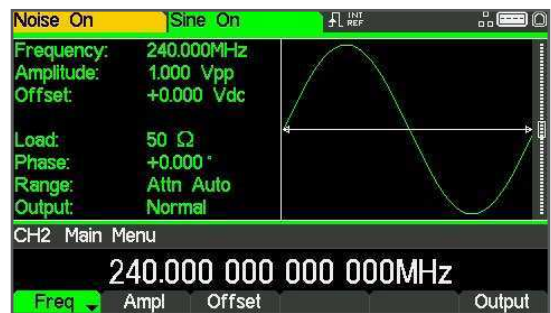 Noise On Sine On INT REF
Frequency: 240.000MHz
Amplitude: 1.000 Vpp
Offset: +0.000 Vdc
Load: 50 Ω
Phase: +0.000 °
Range: Attn Auto
Output: Normal
CH2 Main Menu
240.000 000 000 000MHz
Freq Ampl Offset Output